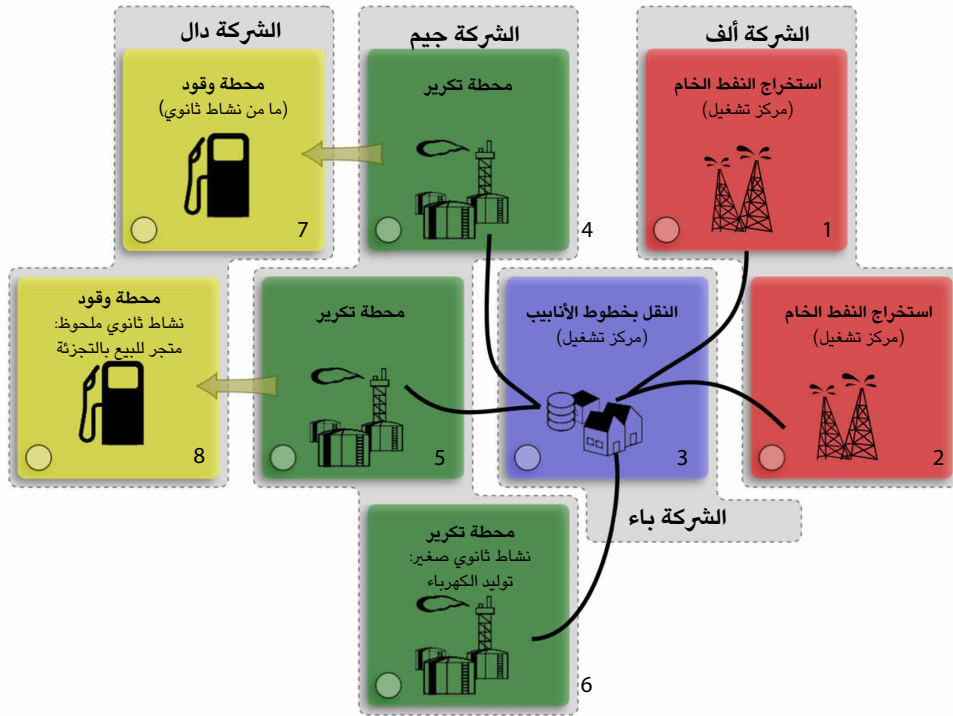 الشركة ألف
استخراج النفط الخام
(مركز تشغيل)
1
استخراج النفط الخام
(مركز تشغيل)
2
الشركة باء
النقل بخطوط الأنابيب
(مركز تشغيل)
3
الشركة جيم
محطة تكرير
4
محطة تكرير
5
محطة تكرير
نشاط ثانوي صغير:
توليد الكهرباء
6
الشركة دال
محطة وقود
(ما من نشاط ثانوي)
7
محطة وقود
نشاط ثانوي ملحوظ:
متجر للبيع بالتجزئة
8